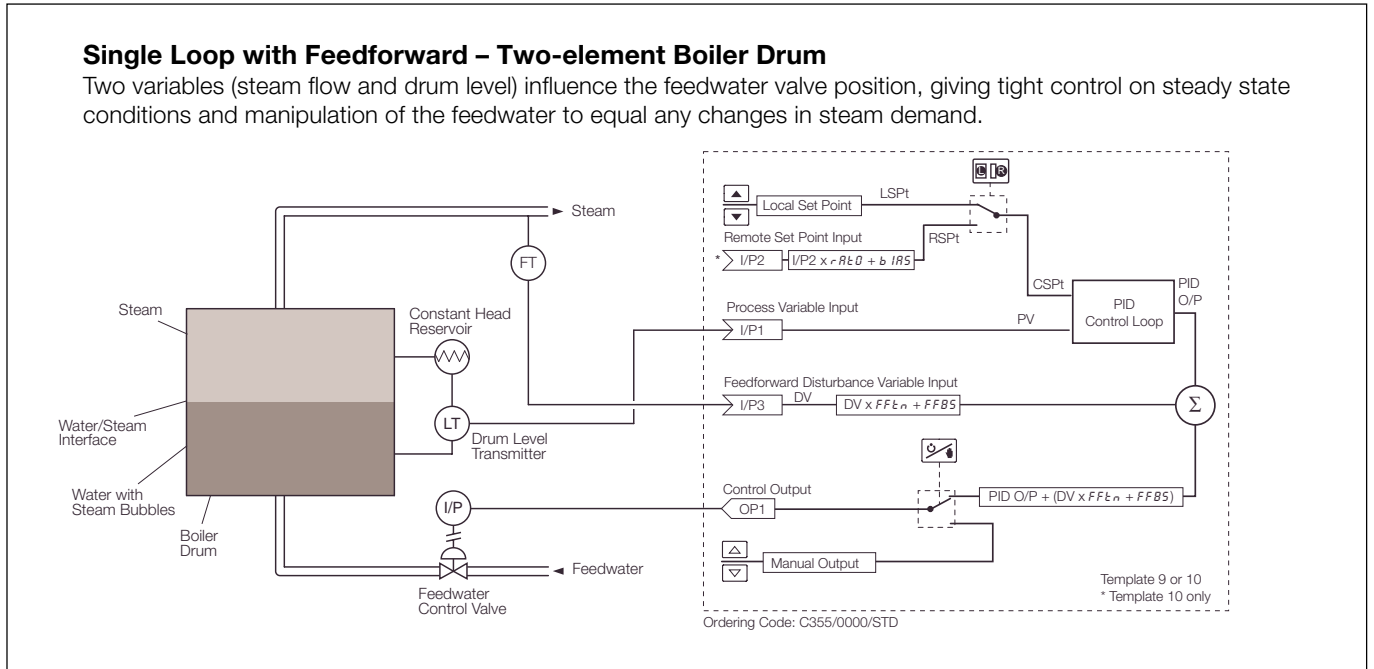 Single Loop with Feedforward – Two-element Boiler Drum
Two variables (steam flow and drum level) influence the feedwater valve position, giving tight control on steady state
conditions and manipulation of the feedwater to equal any changes in steam demand.
Steam
FT
Steam
Constant Head
Reservoir
LT
Drum Level
Transmitter
Water/Steam
Interface
Water with
Steam Bubbles
Boiler
Drum
I/P
Feedwater
Feedwater
Control Valve
L R
Local Set Point
LSPt
Remote Set Point Input
* I/P2
I/P2 x rAtO + bIAS
RSPt
CSPt
PID
O/P
PID
Control Loop
Process Variable Input
I/P1
PV
Feedforward Disturbance Variable Input
I/P3
DV
DV x FFtn + FFBS
Σ
Control Output
OP1
PID O/P + (DV x FFtn + FFBS)
Manual Output
Template 9 or 10
* Template 10 only
Ordering Code: C355/0000/STD